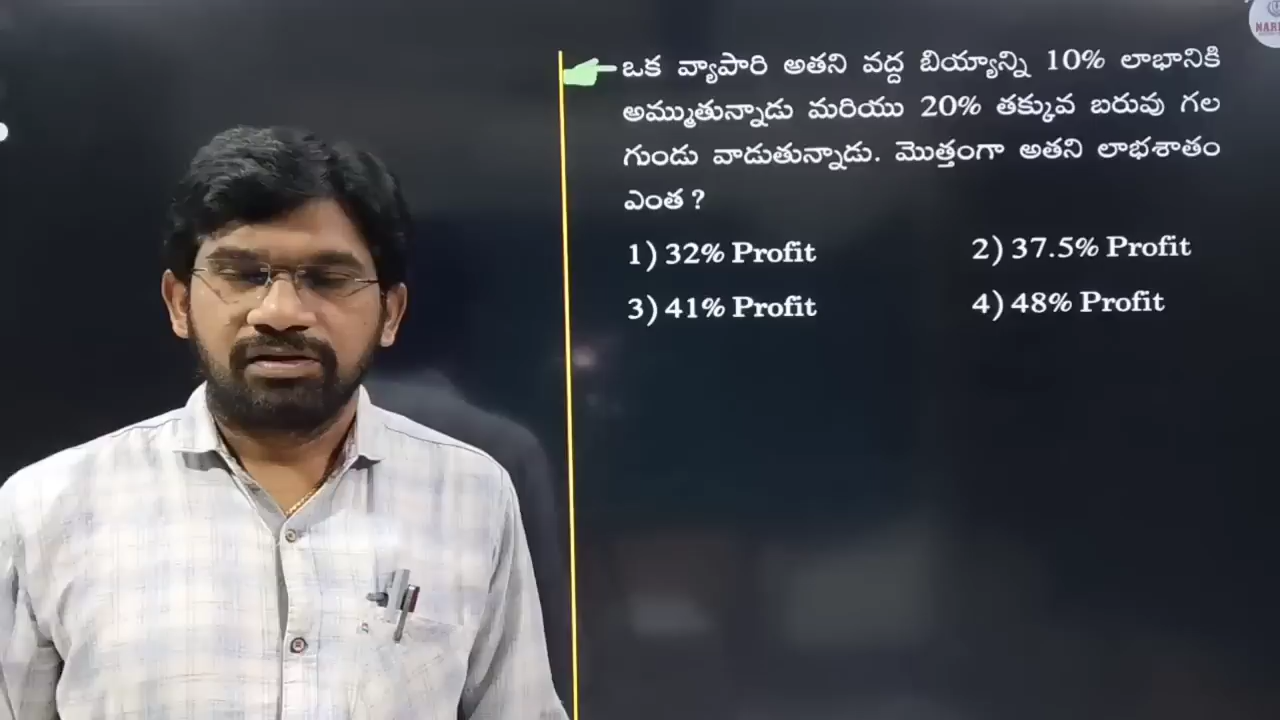 ఒక వ్యాపారి అతని వద్ద బియ్యాన్ని 10% లాభానికి
అమ్ముతున్నాడు మరియు 20% తక్కువ బరువు గల
గుండు వాడుతున్నాడు. మొత్తంగా అతని లాభశాతం
ఎంత ?
1) 32% Profit 2) 37.5% Profit
3) 41% Profit 4) 48% Profit